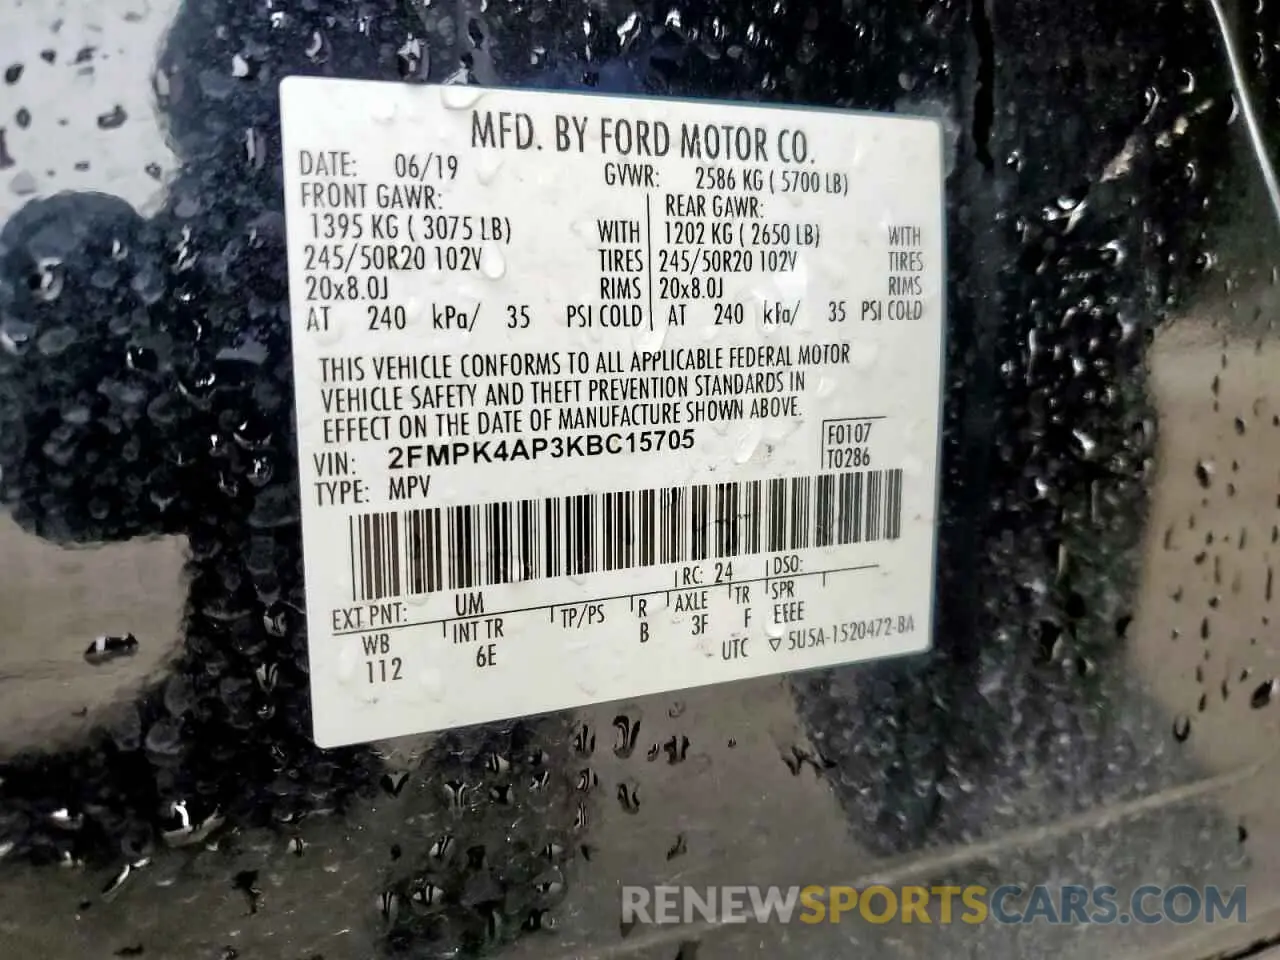 MFD. BY FORD MOTOR CO.
DATE: 06/19 GVWR: 2586 KG ( 5700 LB)
FRONT GAWR: REAR GAWR:
1395 KG ( 3075 LB) WITH 1202 KG ( 2650 LB) WITH
245/50R20 102V TIRES 245/50R20 102V TIRES
20x8.0J RIMS 20x8.0J RIMS
AT 240 kPa/ 35 PSI COLD AT 240 kPa/ 35 PSI COLD
THIS VEHICLE CONFORMS TO ALL APPLICABLE FEDERAL MOTOR
VEHICLE SAFETY AND THEFT PREVENTION STANDARDS IN
EFFECT ON THE DATE OF MANUFACTURE SHOWN ABOVE.
VIN: 2FMPK4AP3KBC15705 F0107
TYPE: MPV T0286
EXT PNT: UM RC: 24 DSO:
WB INT TR TP/PS R AXLE TR SPR
112 6E B 3F F EEEE
UTC ▽ 5U5A-1520472-BA
RENEWSPORTSCARS.COM